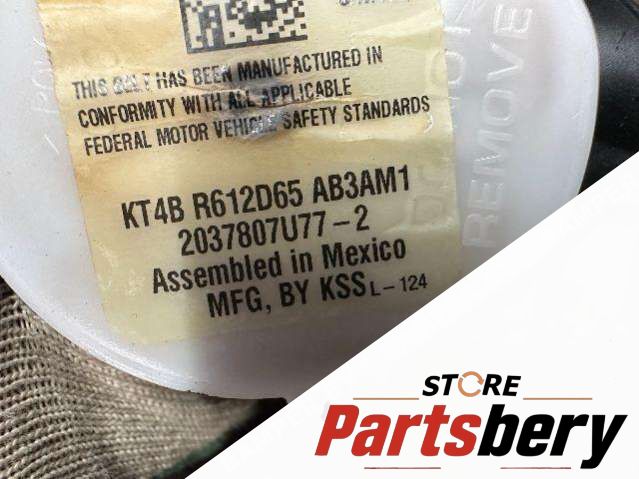 THIS BELT HAS BEEN MANUFACTURED IN
CONFORMITY WITH ALL APPLICABLE
FEDERAL MOTOR VEHICLE SAFETY STANDARDS
KT4B R612D65 AB3AM1
2037807U77-2
Assembled in Mexico
MFG, BY KSS L-124
REMOVE
STORE
Partsbery